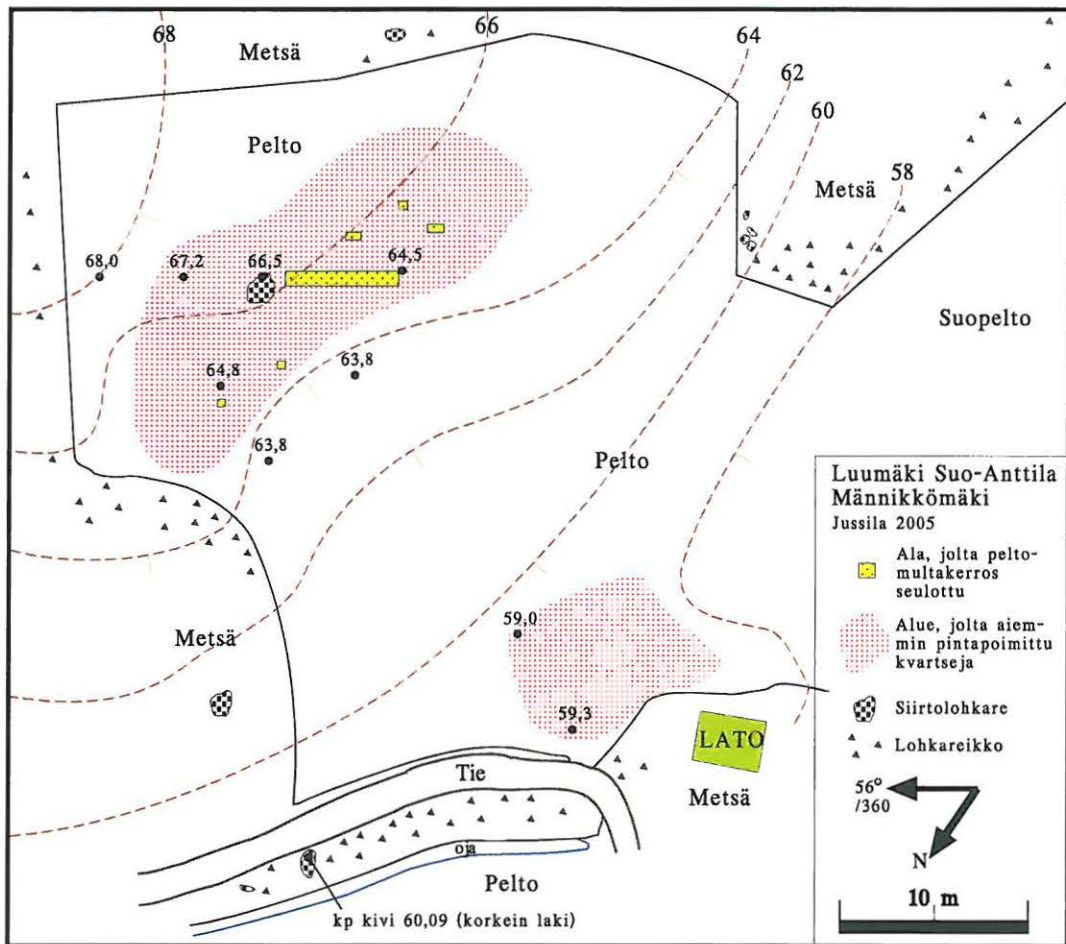 68
66
64
62
60
58
Metsä
Pelto
Metsä
68,0
67,2
66,5
64,5
Suopelto
64,8
63,8
63,8
Pelto
Metsä
59,0
59,3
LATO
Metsä
Tie
oja
Pelto
kp kivi 60,09 (korkein laki)
Luumäki Suo-Anttila
Männikkömäki
Jussila 2005
Ala, jolta pelto-
multakerros
seulottu
Alue, jolta aiem-
min pintapoimittu
kvartseja
Siirtolohkare
Lohkareikko
56°
/360
N
10 m